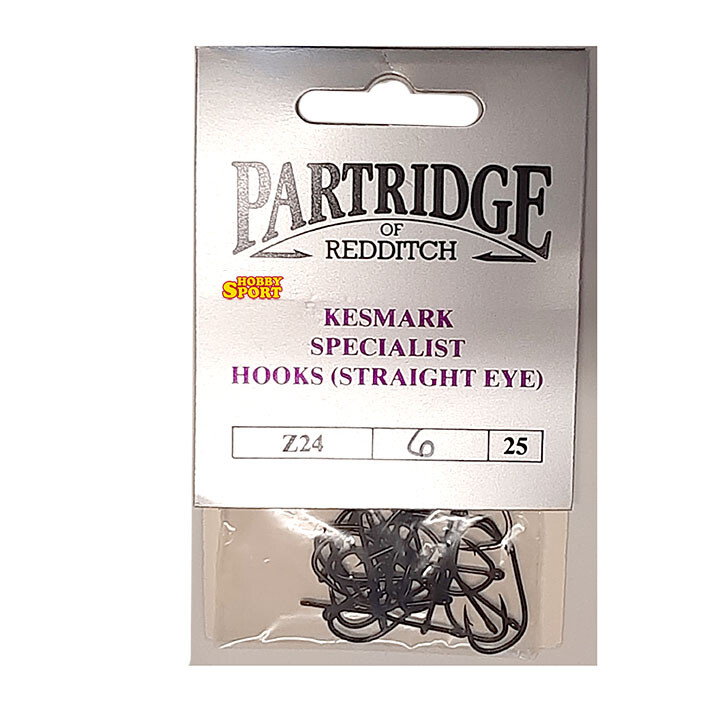 PARTRIDGE
OF
REDDITCH
HOBBY
SPORT
KESMARK
SPECIALIST
HOOKS (STRAIGHT EYE)
Z24 6 25